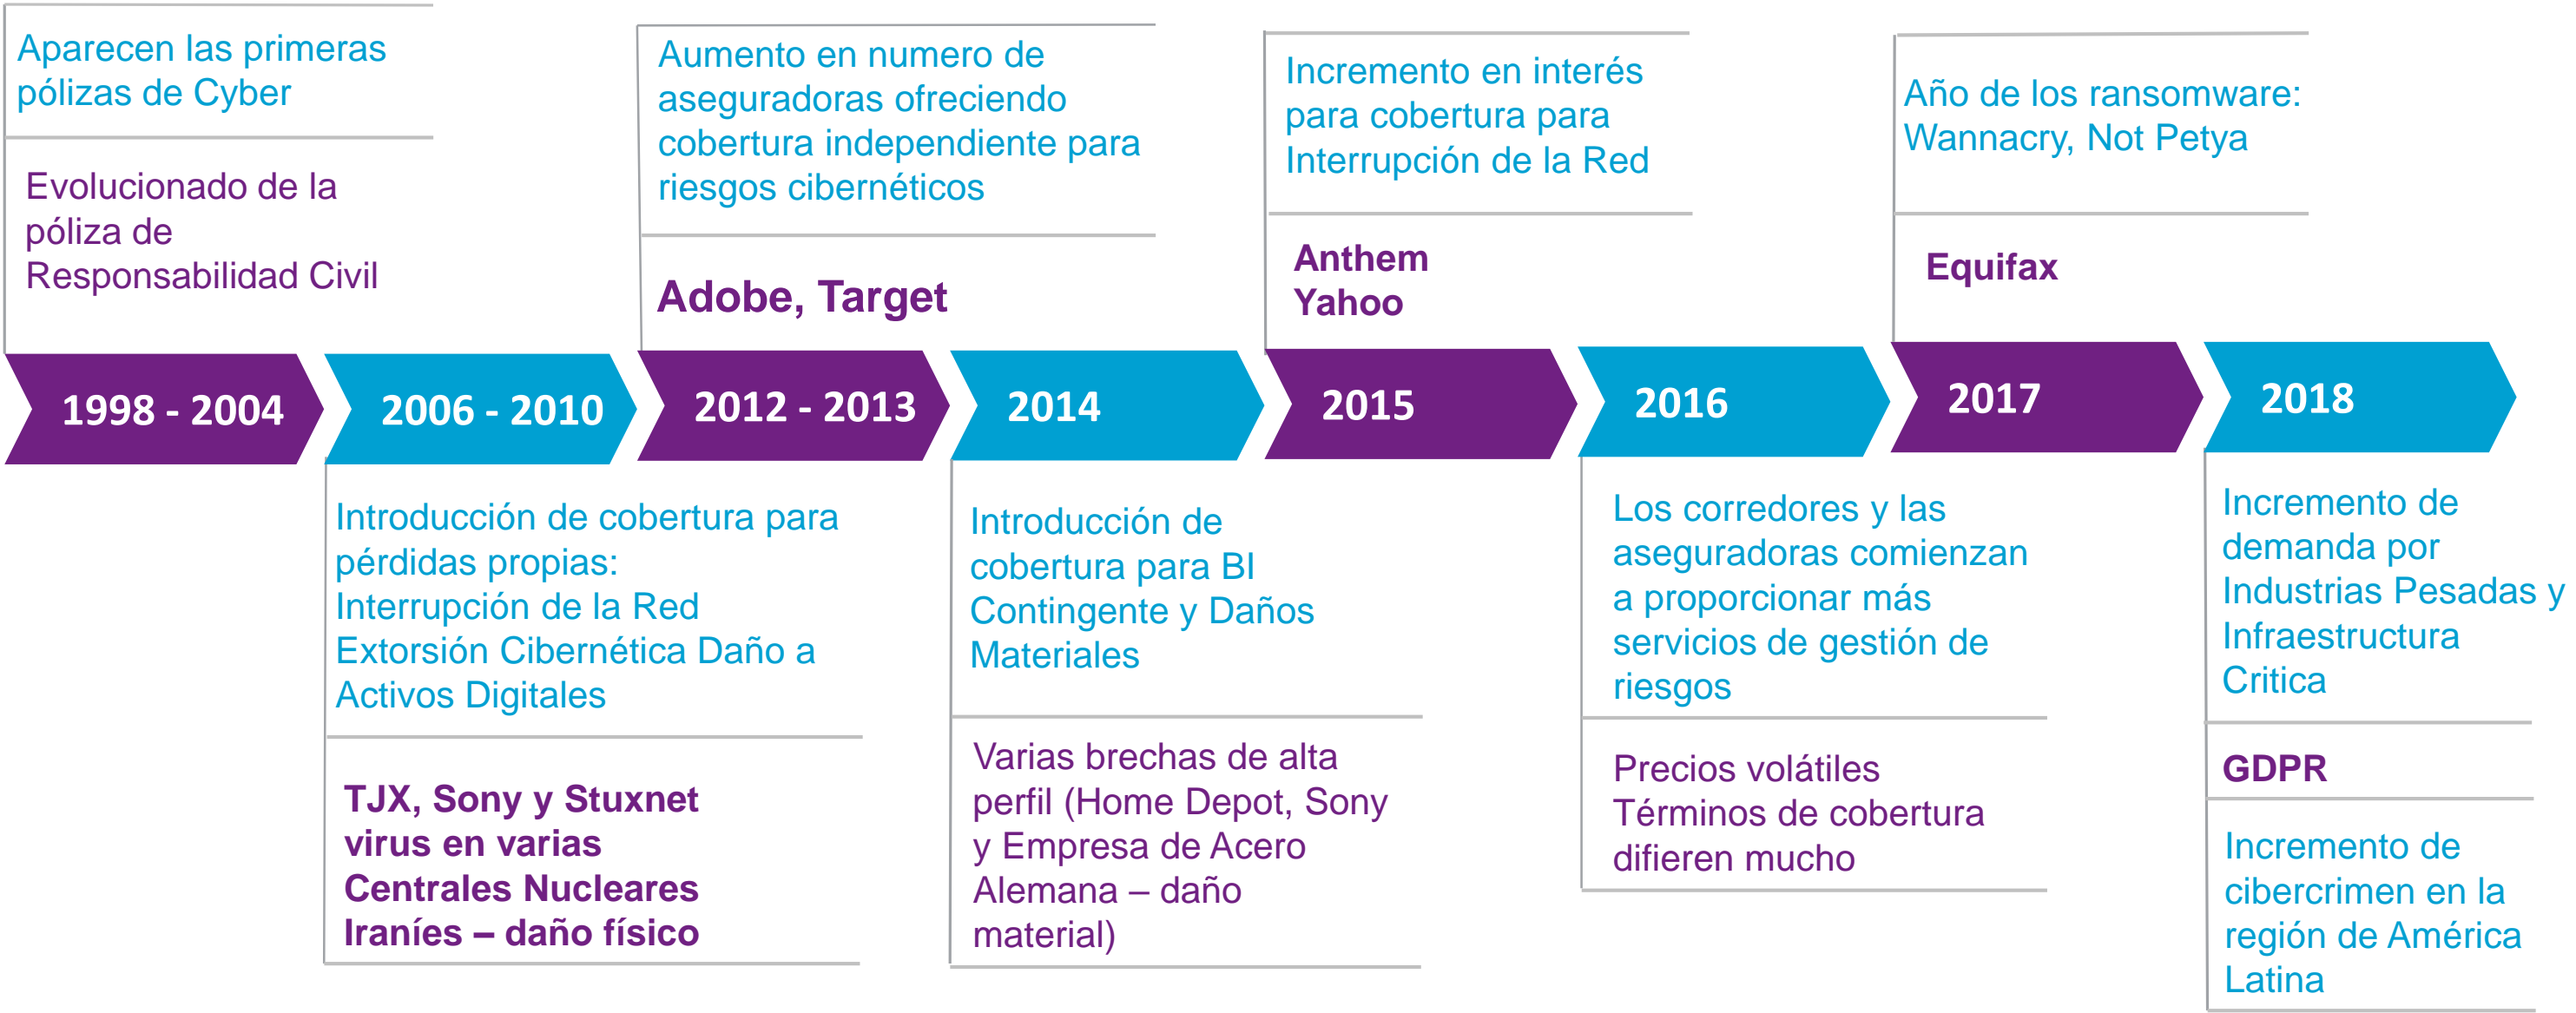 Aparecen las primeras
pólizas de Cyber
Evolucionado de la
póliza de
Responsabilidad Civil
Aumento en numero de
aseguradoras ofreciendo
cobertura independiente para
riesgos cibernéticos
Adobe, Target
Incremento en interés
para cobertura para
Interrupción de la Red
Anthem
Yahoo
Año de los ransomware:
Wannacry, Not Petya
Equifax
1998 - 2004
2006 - 2010
2012 - 2013
2014
2015
2016
2017
2018
Introducción de cobertura para
pérdidas propias:
Interrupción de la Red
Extorsión Cibernética Daño a
Activos Digitales
TJX, Sony y Stuxnet
virus en varias
Centrales Nucleares
Iraníes – daño físico
Introducción de
cobertura para BI
Contingente y Daños
Materiales
Varias brechas de alta
perfil (Home Depot, Sony
y Empresa de Acero
Alemana – daño
material)
Los corredores y las
aseguradoras comienzan
a proporcionar más
servicios de gestión de
riesgos
Precios volátiles
Términos de cobertura
difieren mucho
Incremento de
demanda por
Industrias Pesadas y
Infraestructura
Critica
GDPR
Incremento de
cibercrimen en la
región de América
Latina